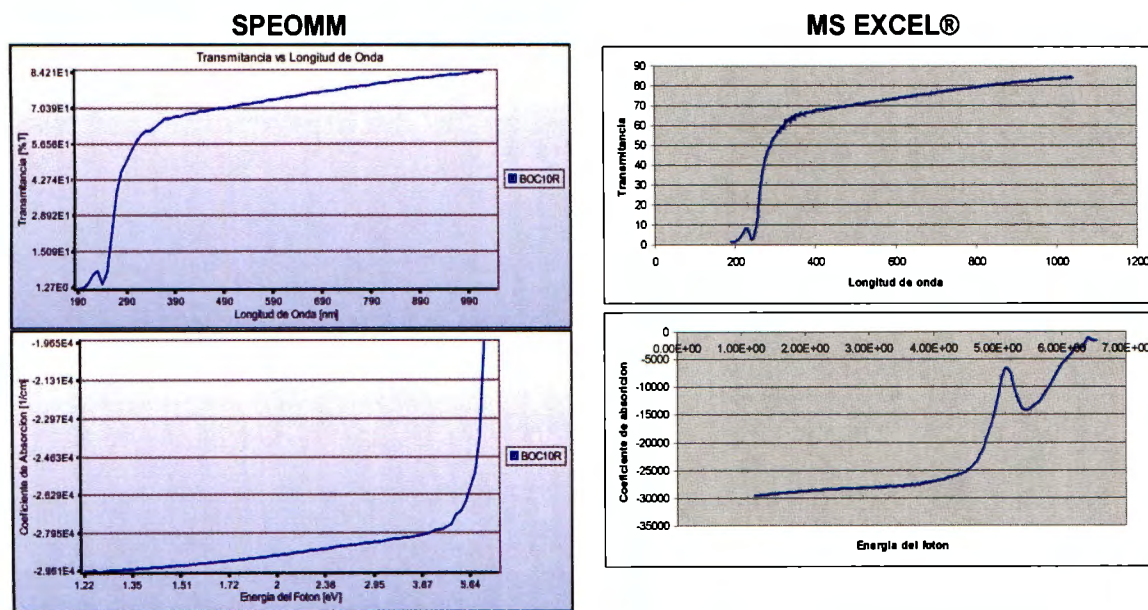 SPEOMM
MS EXCEL®
Transmitancia vs Longitud de Onda
Transmitancia [%T]
8.421E1
7.039E1
5.656E1
4.274E1
2.892E1
1.509E1
1.27E0
190 290 390 490 590 690 790 890 990
Longitud de Onda [nm]
BOC10R
Transmitancia
90
80
70
60
50
40
30
20
10
0
0 200 400 600 800 1000 1200
Longitud de onda
Coeficiente de Absorcion [1/cm]
-1.965E4
-2.131E4
-2.297E4
-2.463E4
-2.629E4
-2.795E4
-2.961E4
1.22 1.35 1.51 1.72 2 2.36 2.95 3.87 5.64
Energia del Foton [eV]
BOC10R
Coeficiente de absoricion
0
-5000
-10000
-15000
-20000
-25000
-30000
-35000
0.00E+00 1.00E+00 2.00E+00 3.00E+00 4.00E+00 5.00E+00 6.00E+00 7.00E+00
Energia del foton